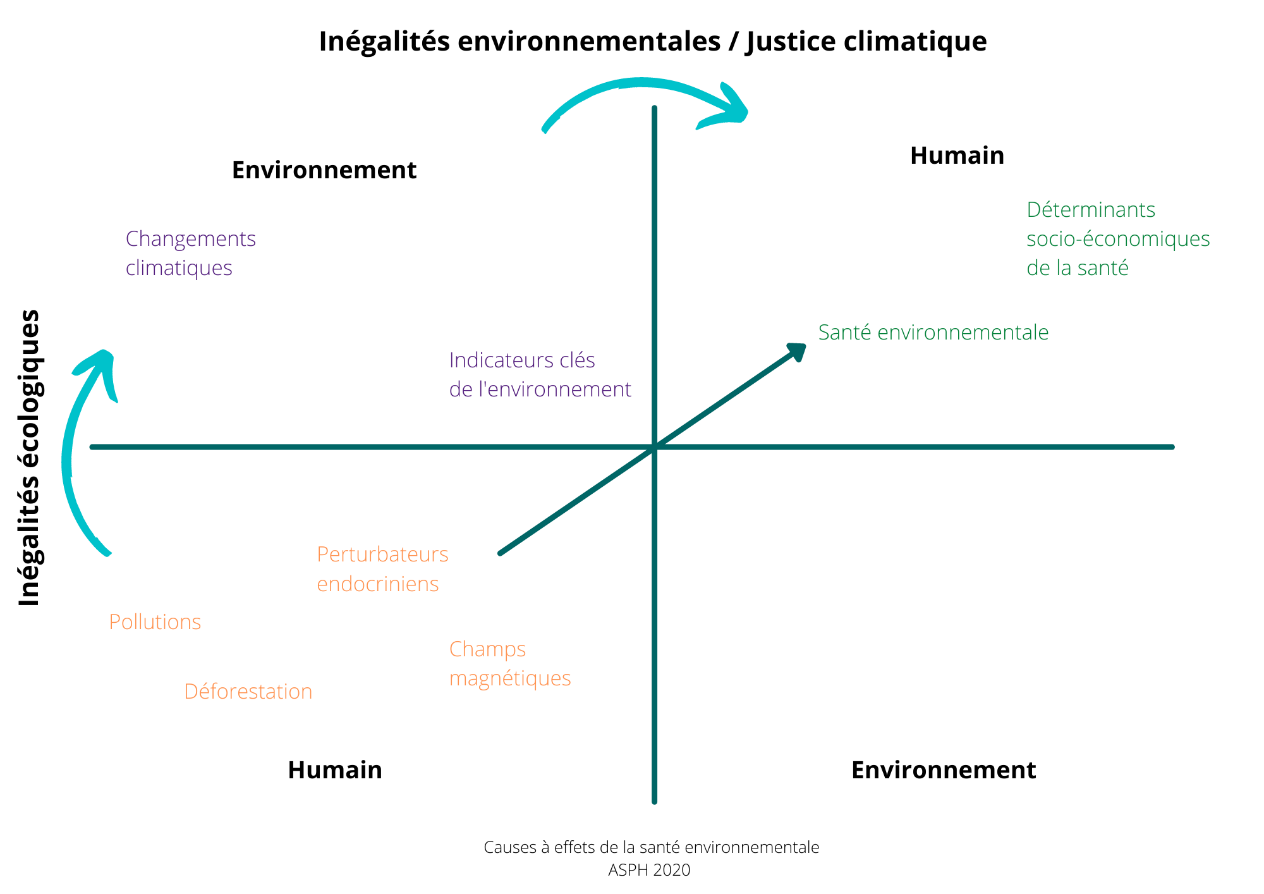 Inégalités environnementales / Justice climatique
Environnement
Humain
Changements
climatiques
Déterminants
socio-économiques
de la santé
Inégalités écologiques
Indicateurs clés
de l'environnement
Santé environnementale
Perturbateurs
endocriniens
Pollutions
Champs
magnétiques
Déforestation
Humain
Environnement
Causes à effets de la santé environnementale
ASPH 2020